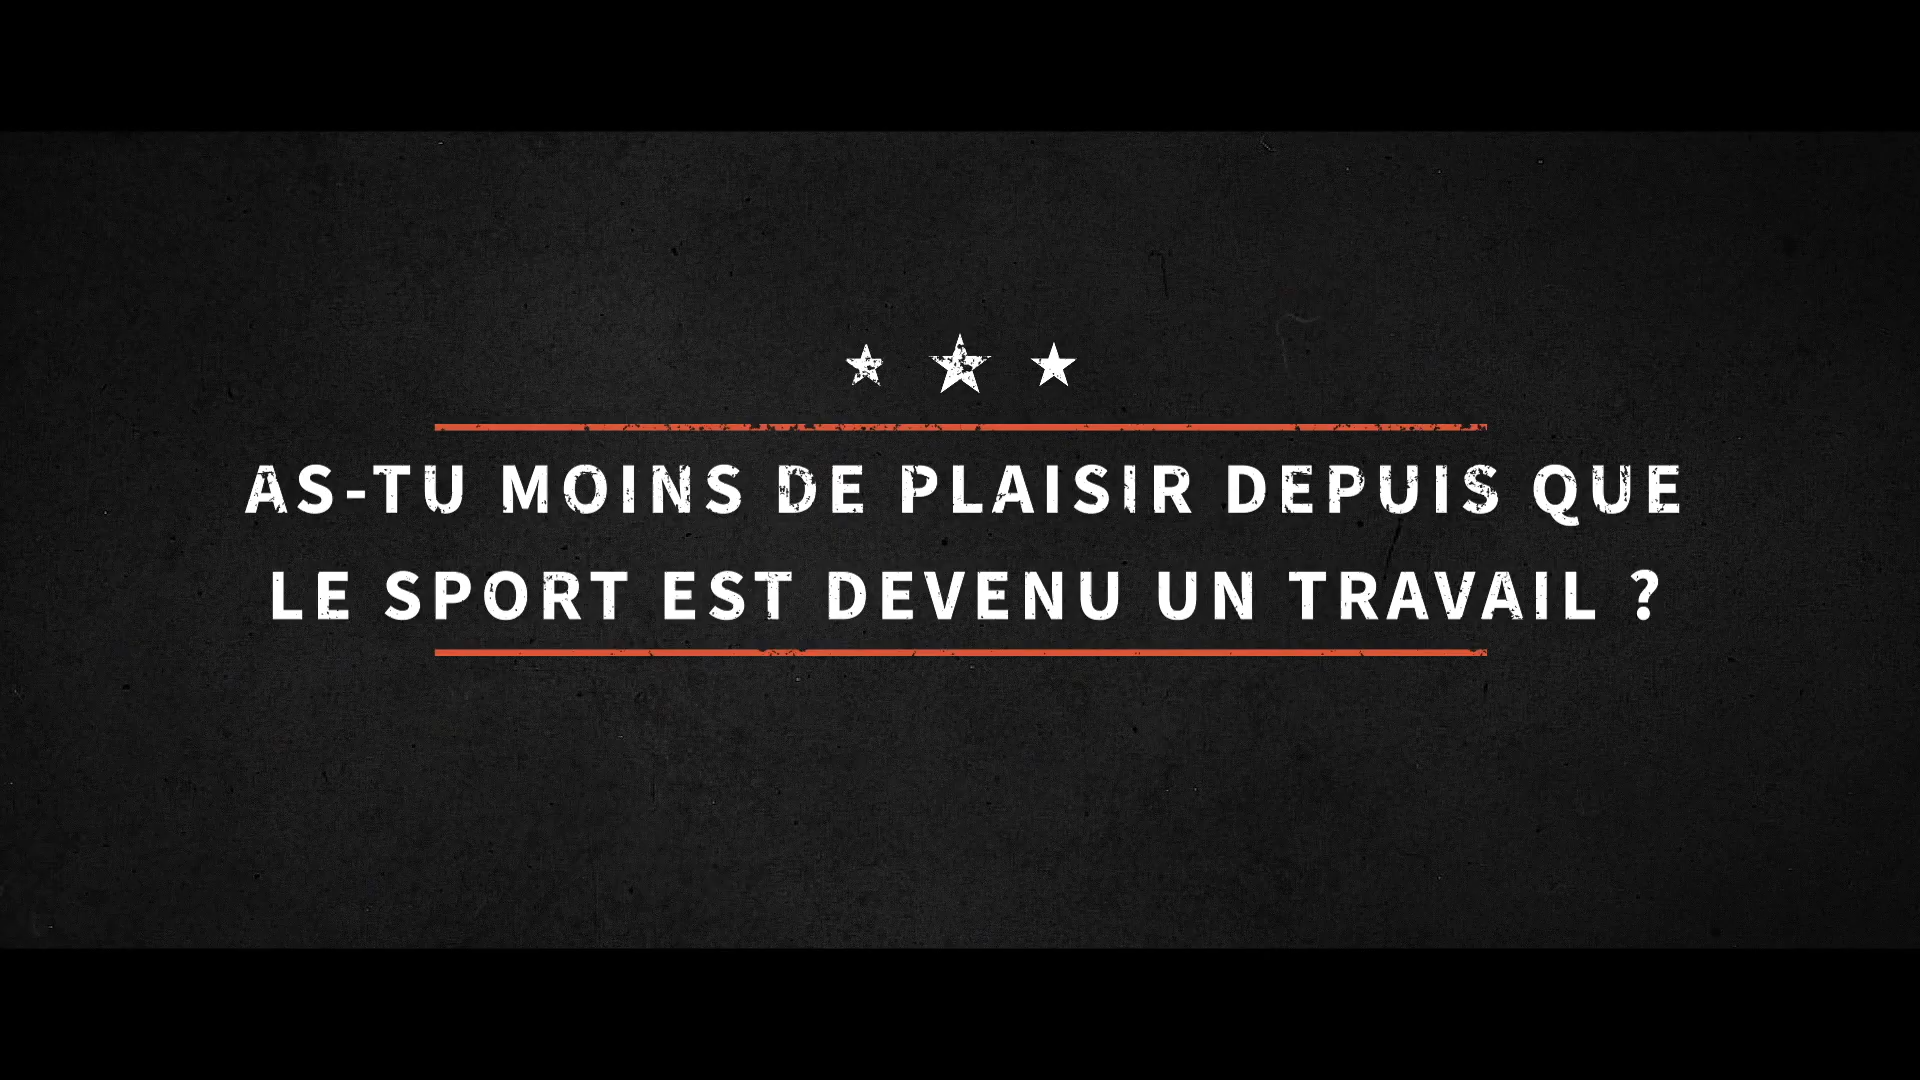 AS-TU MOINS DE PLAISIR DEPUIS QUE
LE SPORT EST DEVENU UN TRAVAIL ?